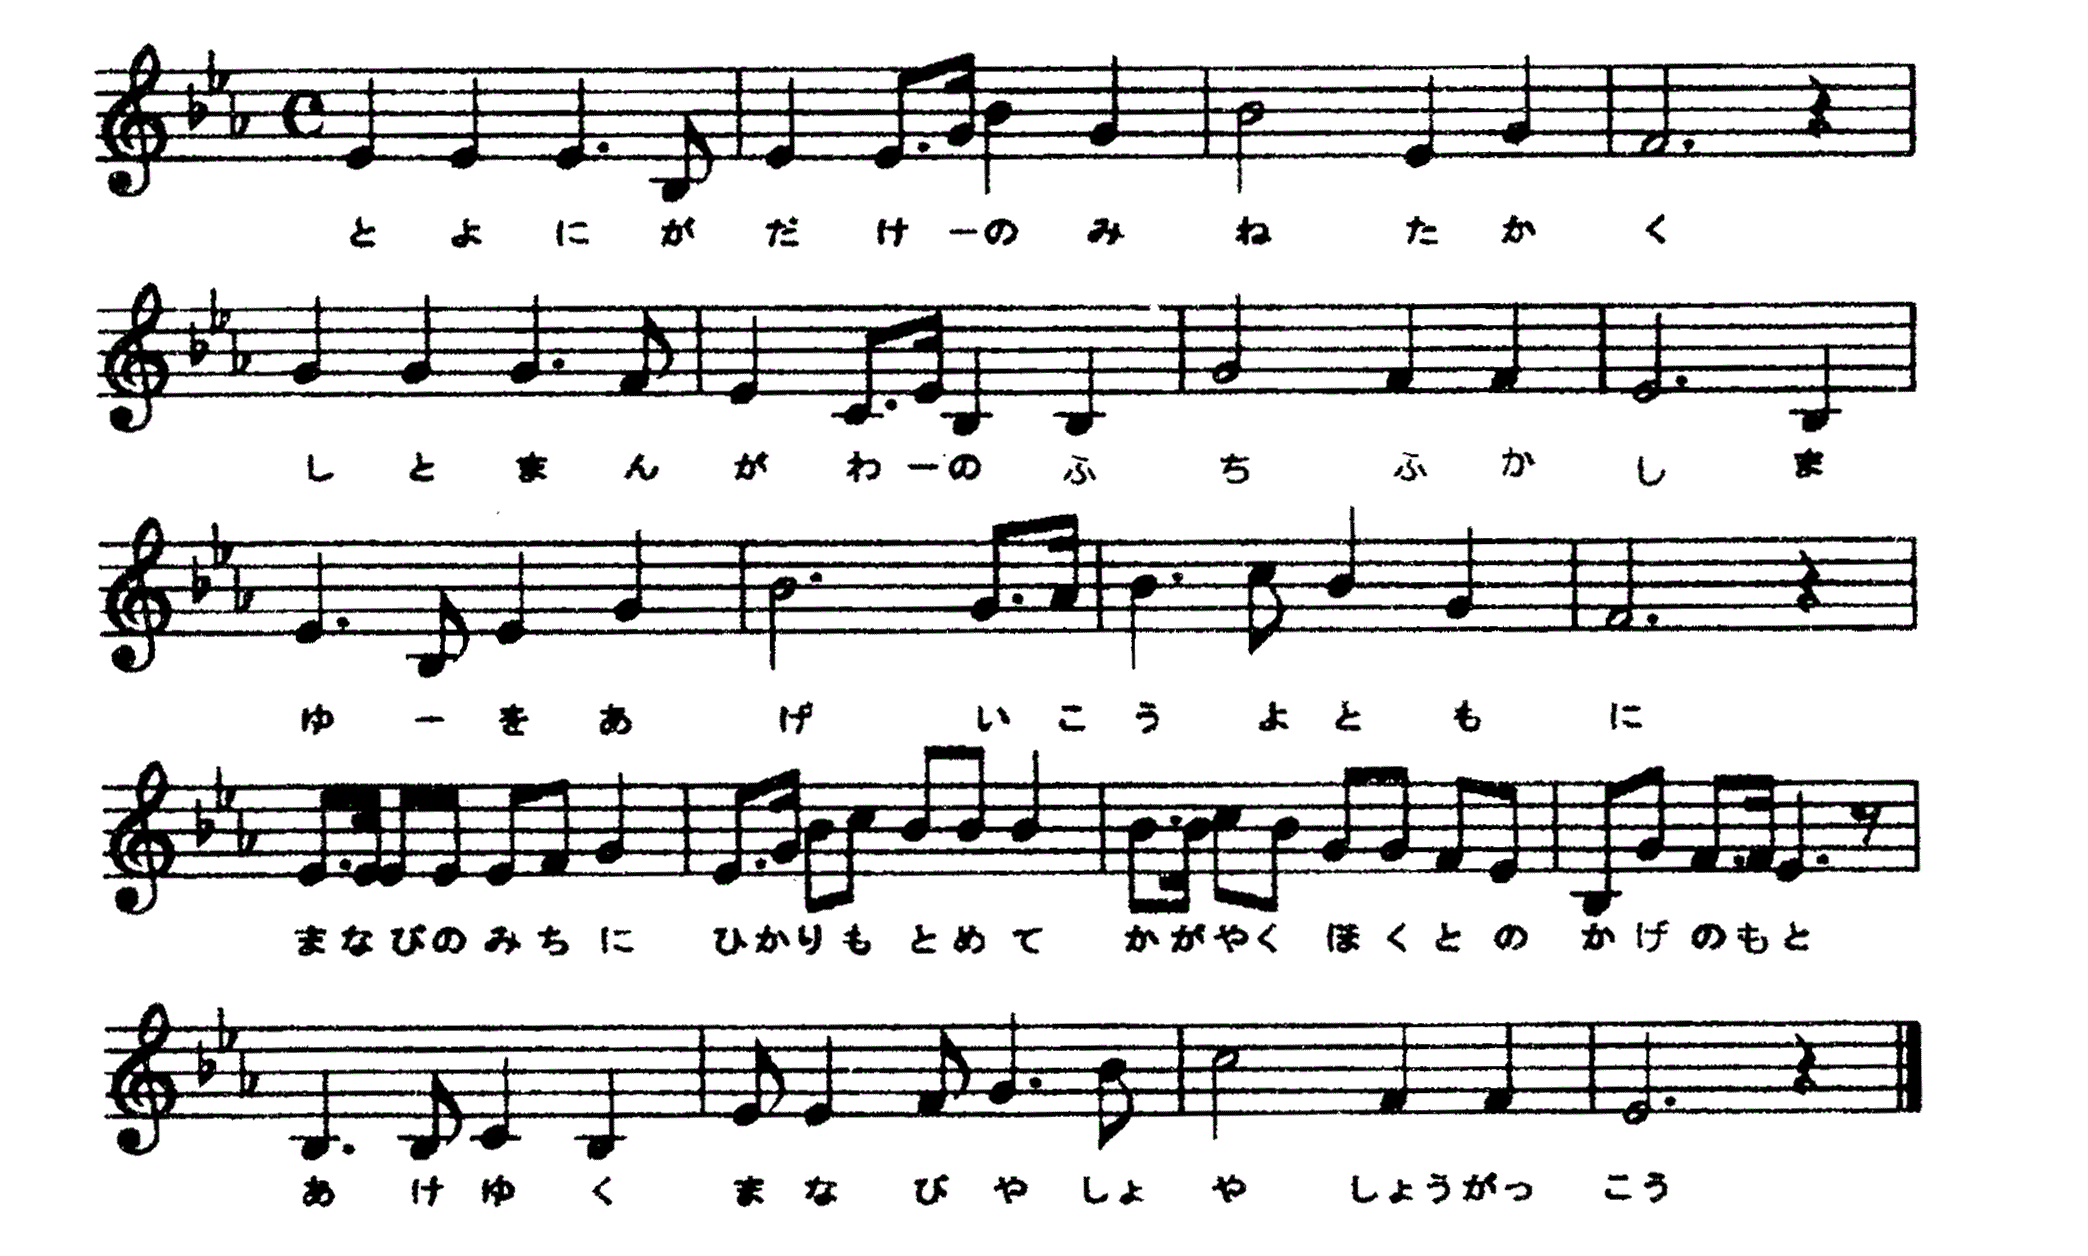 とよにがだけーのみねたかく
しとまんがわーのふちふかしま
ゆーをあげいこうよともに
まなびのみちにひかりもとめてかがやくほくとのかげのもと
あけゆくまなびやしょやしょうがっこう